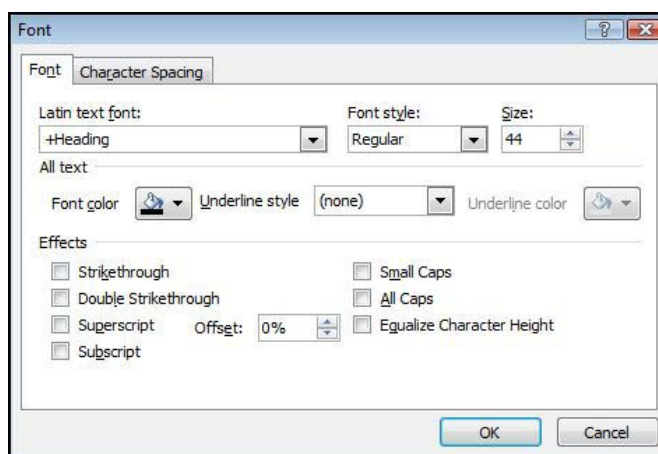 Font
Font Character Spacing
Latin text font: Font style: Size:
+Heading Regular 44
All text
Font color Underline style (none) Underline color
Effects
Strikethrough Small Caps
Double Strikethrough All Caps
Superscript Offset: 0% Equalize Character Height
Subscript
OK Cancel